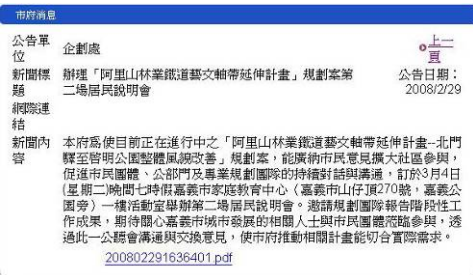 市府消息
公告單位 企劃處 上一頁
新聞標題 辦理「阿里山林業鐵道藝文軸帶延伸計畫」規劃案第二場居民說明會 公告日期：2008/2/29
網際連結
新聞內容 本府為使目前正在進行中之「阿里山林業鐵道藝文軸帶延伸計畫--北門
驛至啓明公園整體風貌改善」規劃案，能廣納市民意見擴大社區參與，
促進市民團體、公部門及專業規劃團隊的持續對話與溝通，訂於3月4日
(星期二)晚間七時假嘉義市家庭教育中心（嘉義市山仔頂270號，嘉義公
園旁）一樓活動室舉辦第二場居民說明會。邀請規劃團隊報告階段性工
作成果，期待關心嘉義市城市發展的相關人士與市民團體蒞臨參與，透
過此一公聽會溝通與交換意見，使市府推動相關計畫能切合實際需求。
200802291636401.pdf